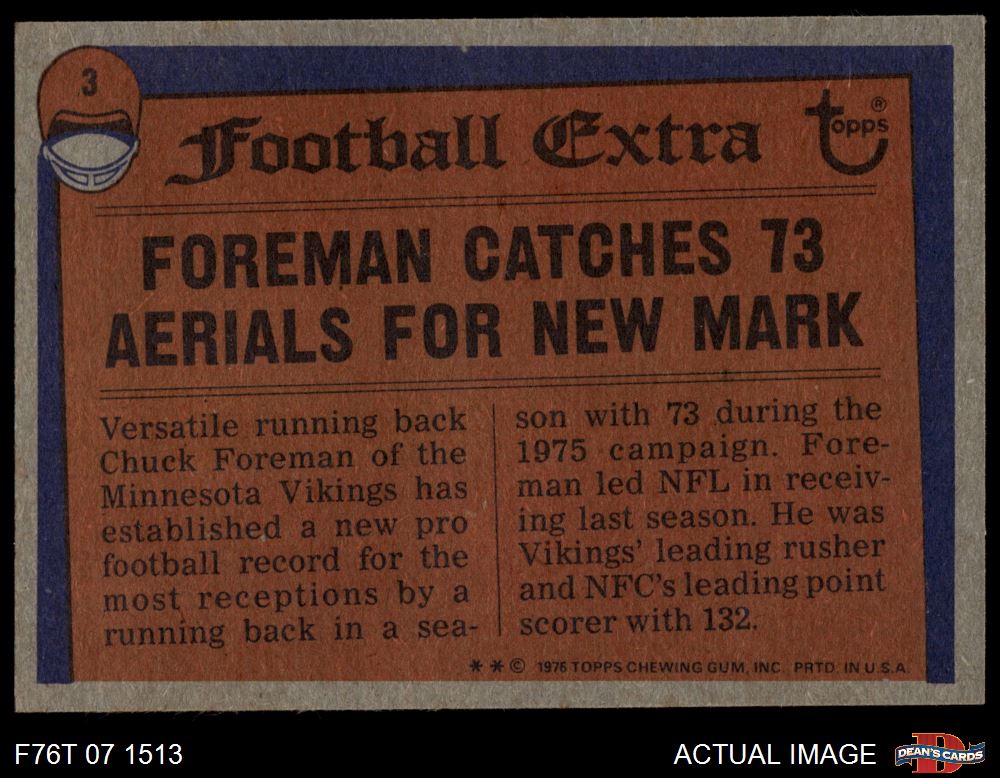 3
Football Extra
Topps ®
FOREMAN CATCHES 73
AERIALS FOR NEW MARK
Versatile running back
Chuck Foreman of the
Minnesota Vikings has
established a new pro
football record for the
most receptions by a
running back in a sea-
son with 73 during the
1975 campaign. Fore-
man led NFL in receiv-
ing last season. He was
Vikings' leading rusher
and NFC's leading point
scorer with 132.
* * © 1976 TOPPS CHEWING GUM, INC. PRTD. IN U.S.A.
F76T 07 1513
ACTUAL IMAGE
D
DEAN'S CARDS